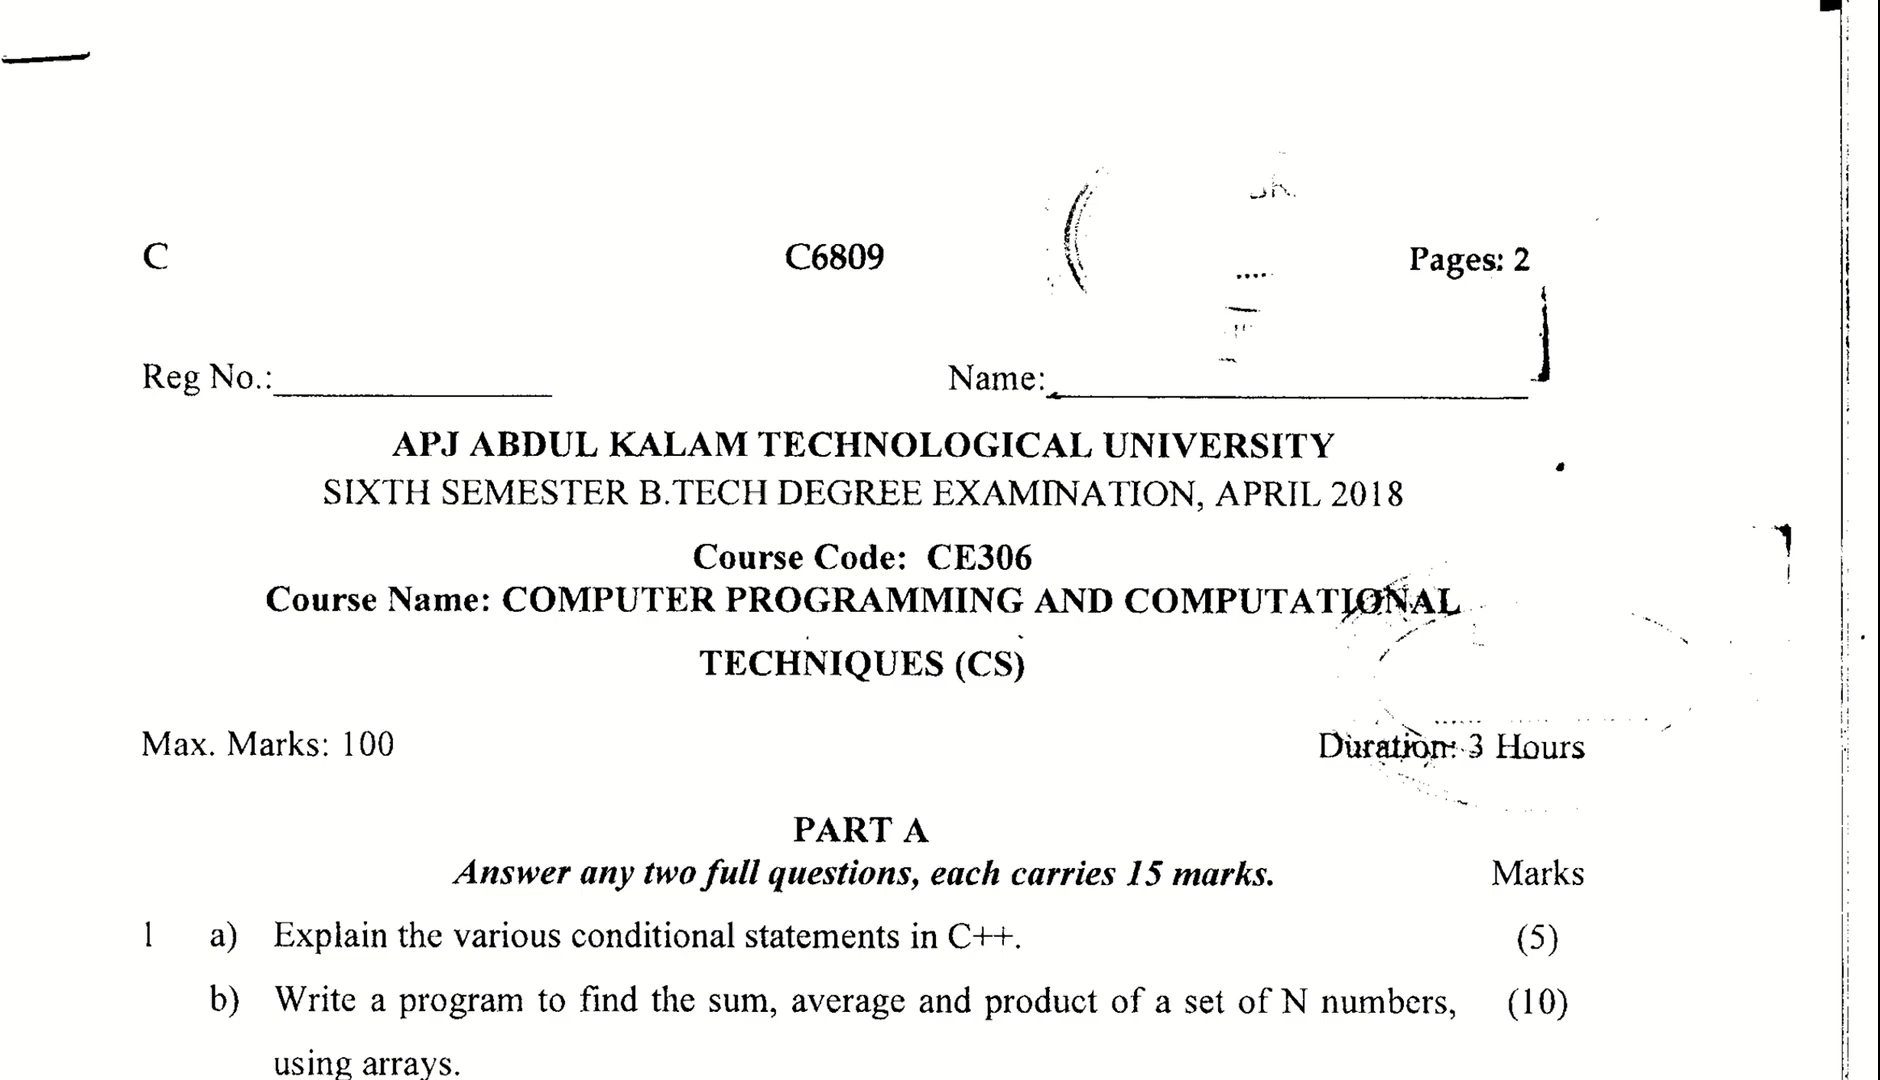 C C6809 Pages: 2
Reg No.: Name:
APJ ABDUL KALAM TECHNOLOGICAL UNIVERSITY
SIXTH SEMESTER B.TECH DEGREE EXAMINATION, APRIL 2018
Course Code: CE306
Course Name: COMPUTER PROGRAMMING AND COMPUTATIONAL
TECHNIQUES (CS)
Max. Marks: 100 Duration: 3 Hours
PART A
Answer any two full questions, each carries 15 marks. Marks
1 a) Explain the various conditional statements in C++. (5)
b) Write a program to find the sum, average and product of a set of N numbers, (10)
using arrays.